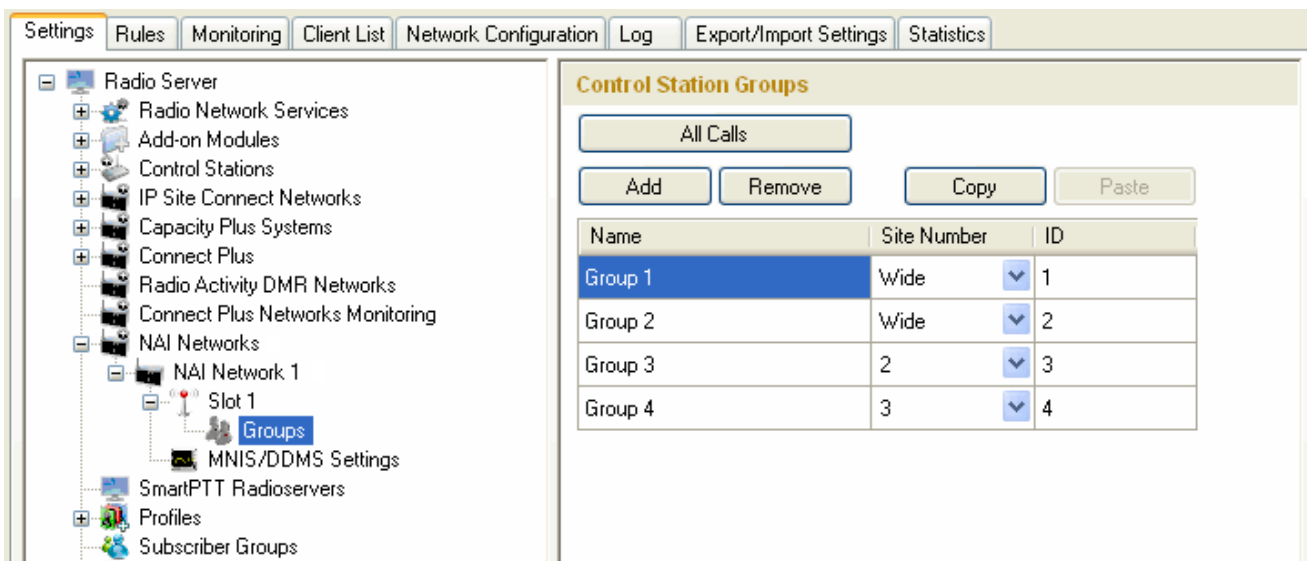 Settings Rules Monitoring Client List Network Configuration Log Export/Import Settings Statistics
Radio Server
Radio Network Services
Add-on Modules
Control Stations
IP Site Connect Networks
Capacity Plus Systems
Connect Plus
Radio Activity DMR Networks
Connect Plus Networks Monitoring
NAI Networks
NAI Network 1
Slot 1
Groups
MNIS/DDMS Settings
SmartPTT Radioservers
Profiles
Subscriber Groups
Control Station Groups
All Calls
Add Remove Copy Paste
Name Site Number ID
Group 1 Wide 1
Group 2 Wide 2
Group 3 2 3
Group 4 3 4